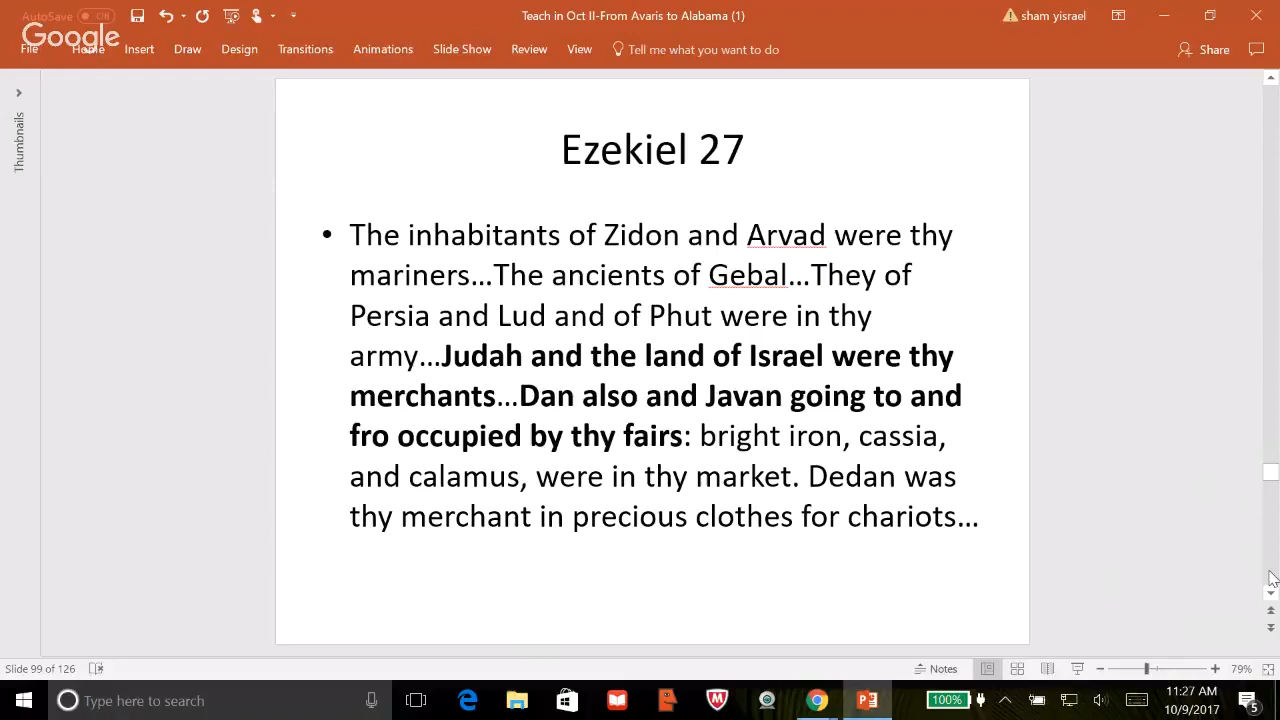 AutoSave ON
Teach in Oct II-From Avaris to Alabama (1)
sham yisrael
Google
File Home Insert Draw Design Transitions Animations Slide Show Review View Tell me what you want to do
Share
Thumbnails
Ezekiel 27
• The inhabitants of Zidon and Arvad were thy
mariners…The ancients of Gebal…They of
Persia and Lud and of Phut were in thy
army…Judah and the land of Israel were thy
merchants…Dan also and Javan going to and
fro occupied by thy fairs: bright iron, cassia,
and calamus, were in thy market. Dedan was
thy merchant in precious clothes for chariots…
Slide 99 of 126
Notes
79%
Type here to search
100%
11:27 AM
10/9/2017
5